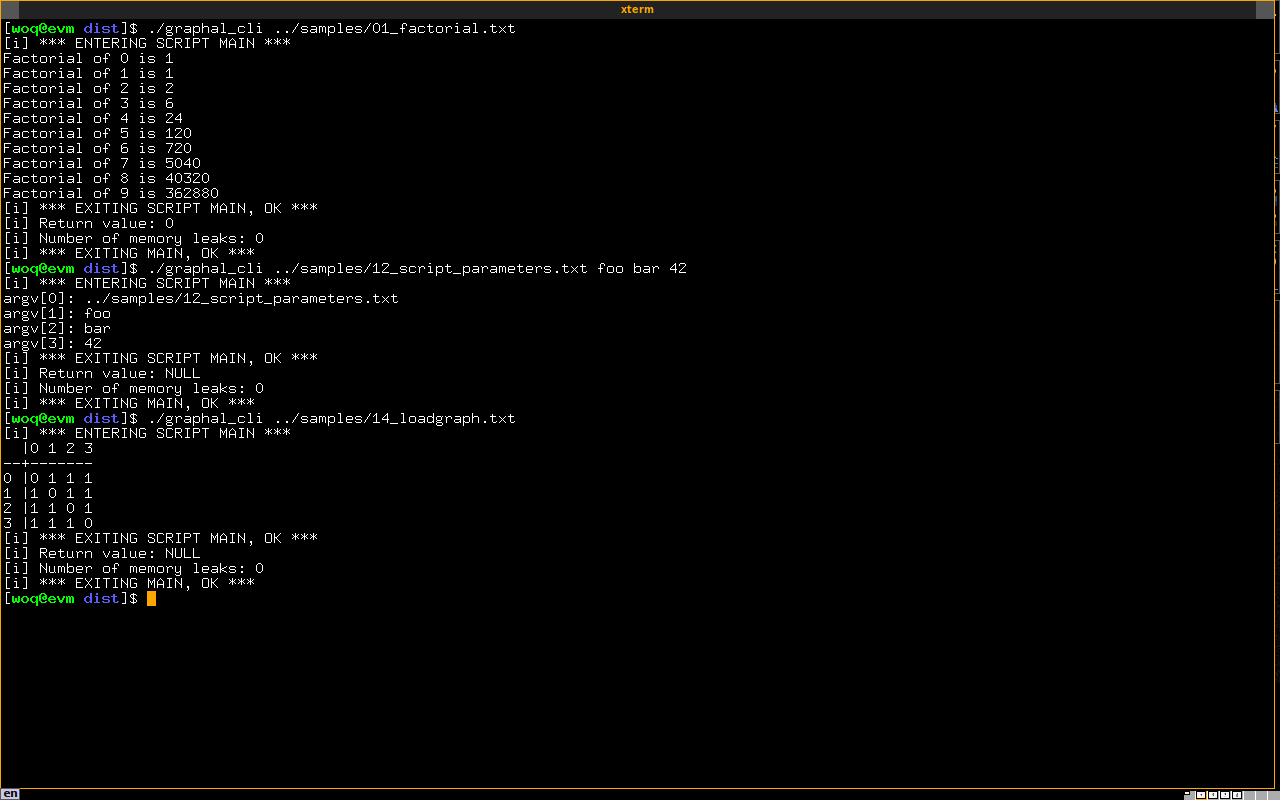 xterm
[woq@evm dist]$ ./graphal_cli ../samples/01_factorial.txt
[i] *** ENTERING SCRIPT MAIN ***
Factorial of 0 is 1
Factorial of 1 is 1
Factorial of 2 is 2
Factorial of 3 is 6
Factorial of 4 is 24
Factorial of 5 is 120
Factorial of 6 is 720
Factorial of 7 is 5040
Factorial of 8 is 40320
Factorial of 9 is 362880
[i] *** EXITING SCRIPT MAIN, OK ***
[i] Return value: 0
[i] Number of memory leaks: 0
[i] *** EXITING MAIN, OK ***
[woq@evm dist]$ ./graphal_cli ../samples/12_script_parameters.txt foo bar 42
[i] *** ENTERING SCRIPT MAIN ***
argv[0]: ../samples/12_script_parameters.txt
argv[1]: foo
argv[2]: bar
argv[3]: 42
[i] *** EXITING SCRIPT MAIN, OK ***
[i] Return value: NULL
[i] Number of memory leaks: 0
[i] *** EXITING MAIN, OK ***
[woq@evm dist]$ ./graphal_cli ../samples/14_loadgraph.txt
[i] *** ENTERING SCRIPT MAIN ***
  |0 1 2 3
--+-------
0 |0 1 1 1
1 |1 0 1 1
2 |1 1 0 1
3 |1 1 1 0
[i] *** EXITING SCRIPT MAIN, OK ***
[i] Return value: NULL
[i] Number of memory leaks: 0
[i] *** EXITING MAIN, OK ***
[woq@evm dist]$
en